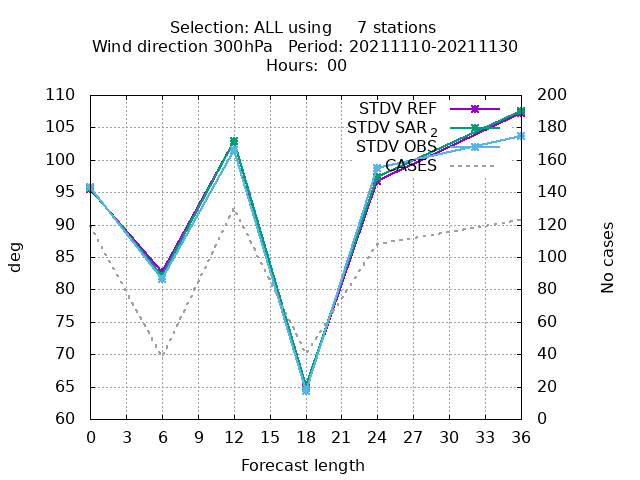 Selection: ALL using     7 stations
Wind direction 300hPa   Period: 20211110-20211130
Hours: 00
110
105
100
95
90
85
80
75
70
65
60
deg
200
180
160
140
120
100
80
60
40
20
0
No cases
STDV REF
STDV SAR 2
STDV OBS
CASES
0 3 6 9 12 15 18 21 24 27 30 33 36
Forecast length